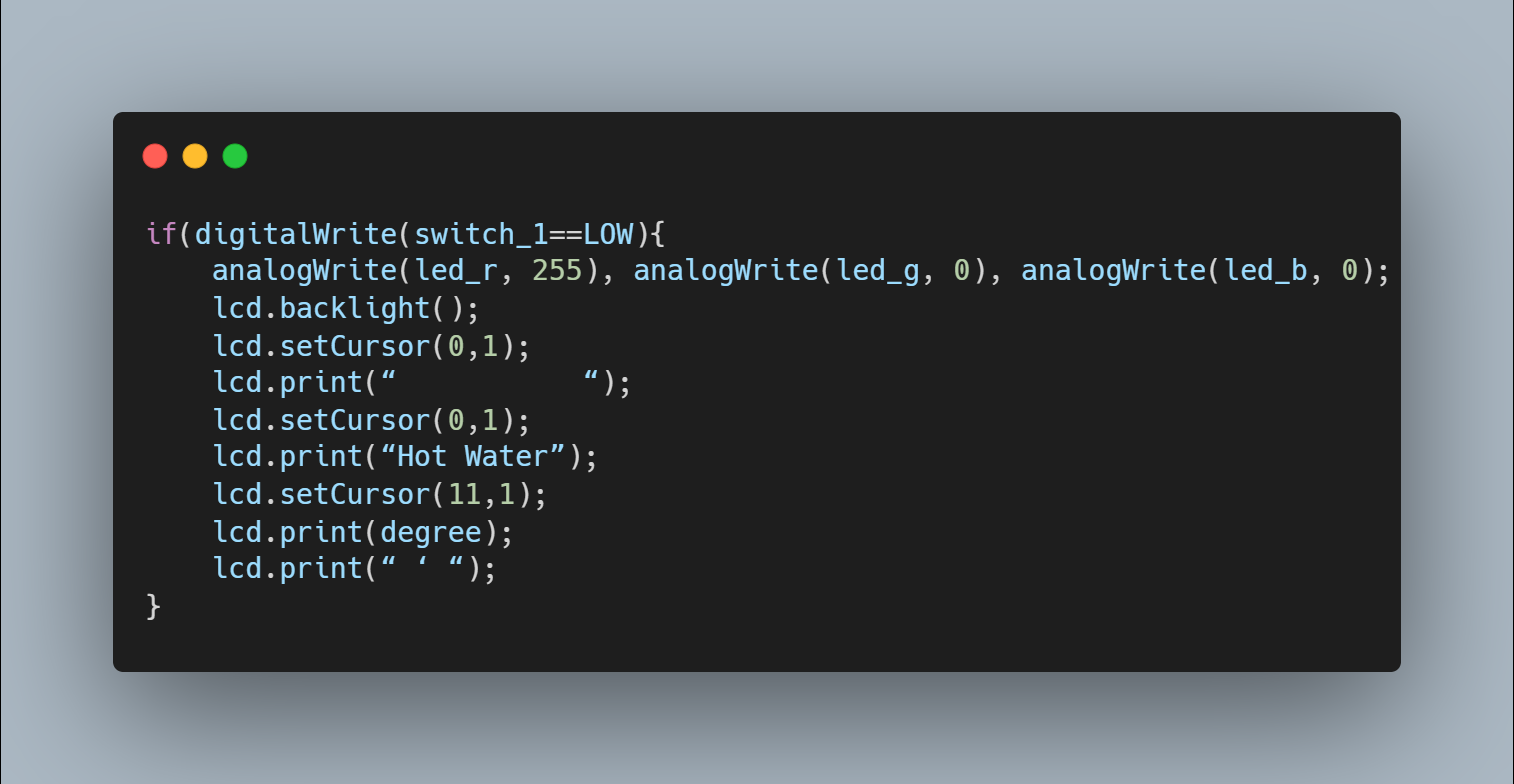 if(digitalWrite(switch_1==LOW){
    analogWrite(led_r, 255), analogWrite(led_g, 0), analogWrite(led_b, 0);
    lcd.backlight();
    lcd.setCursor(0,1);
    lcd.print(“           “);
    lcd.setCursor(0,1);
    lcd.print(“Hot Water”);
    lcd.setCursor(11,1);
    lcd.print(degree);
    lcd.print(“ ‘ “);
}